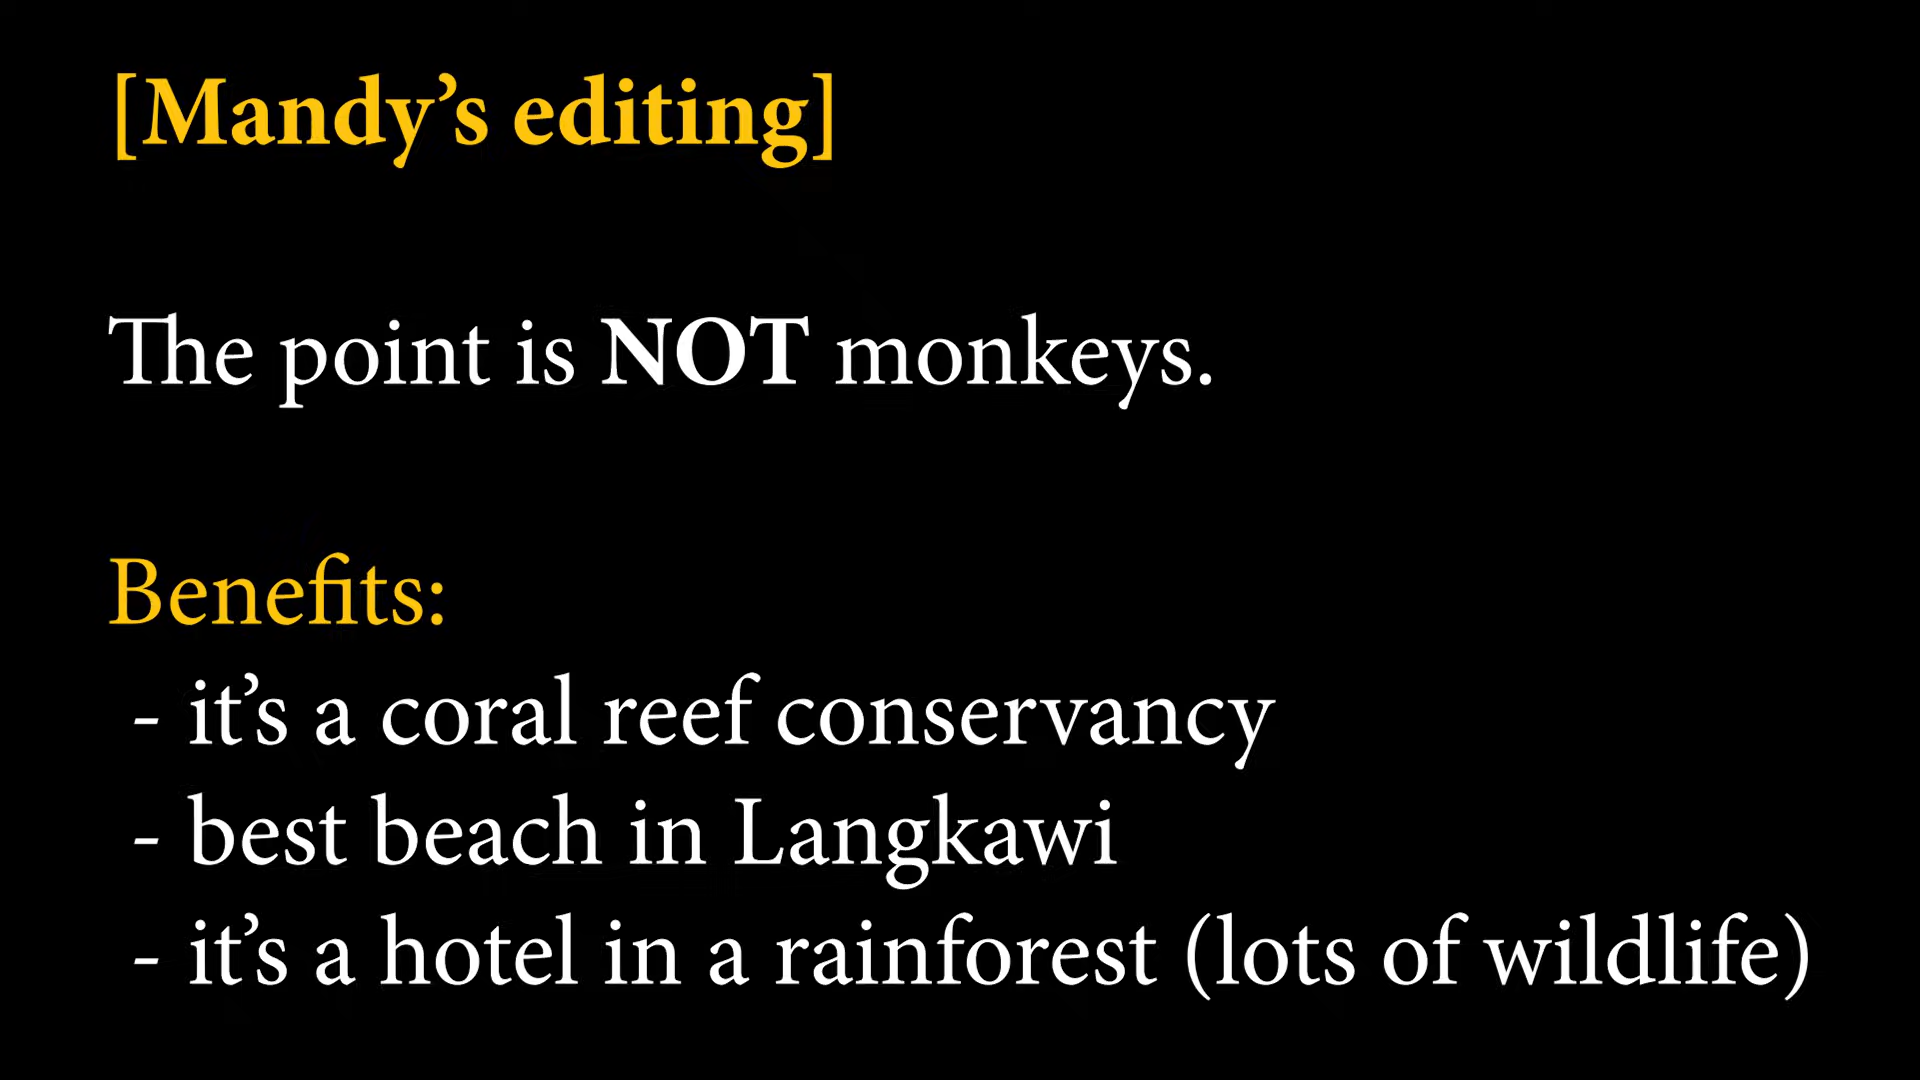 [Mandy’s editing]
The point is NOT monkeys.
Benefits:
- it’s a coral reef conservancy
- best beach in Langkawi
- it’s a hotel in a rainforest (lots of wildlife)